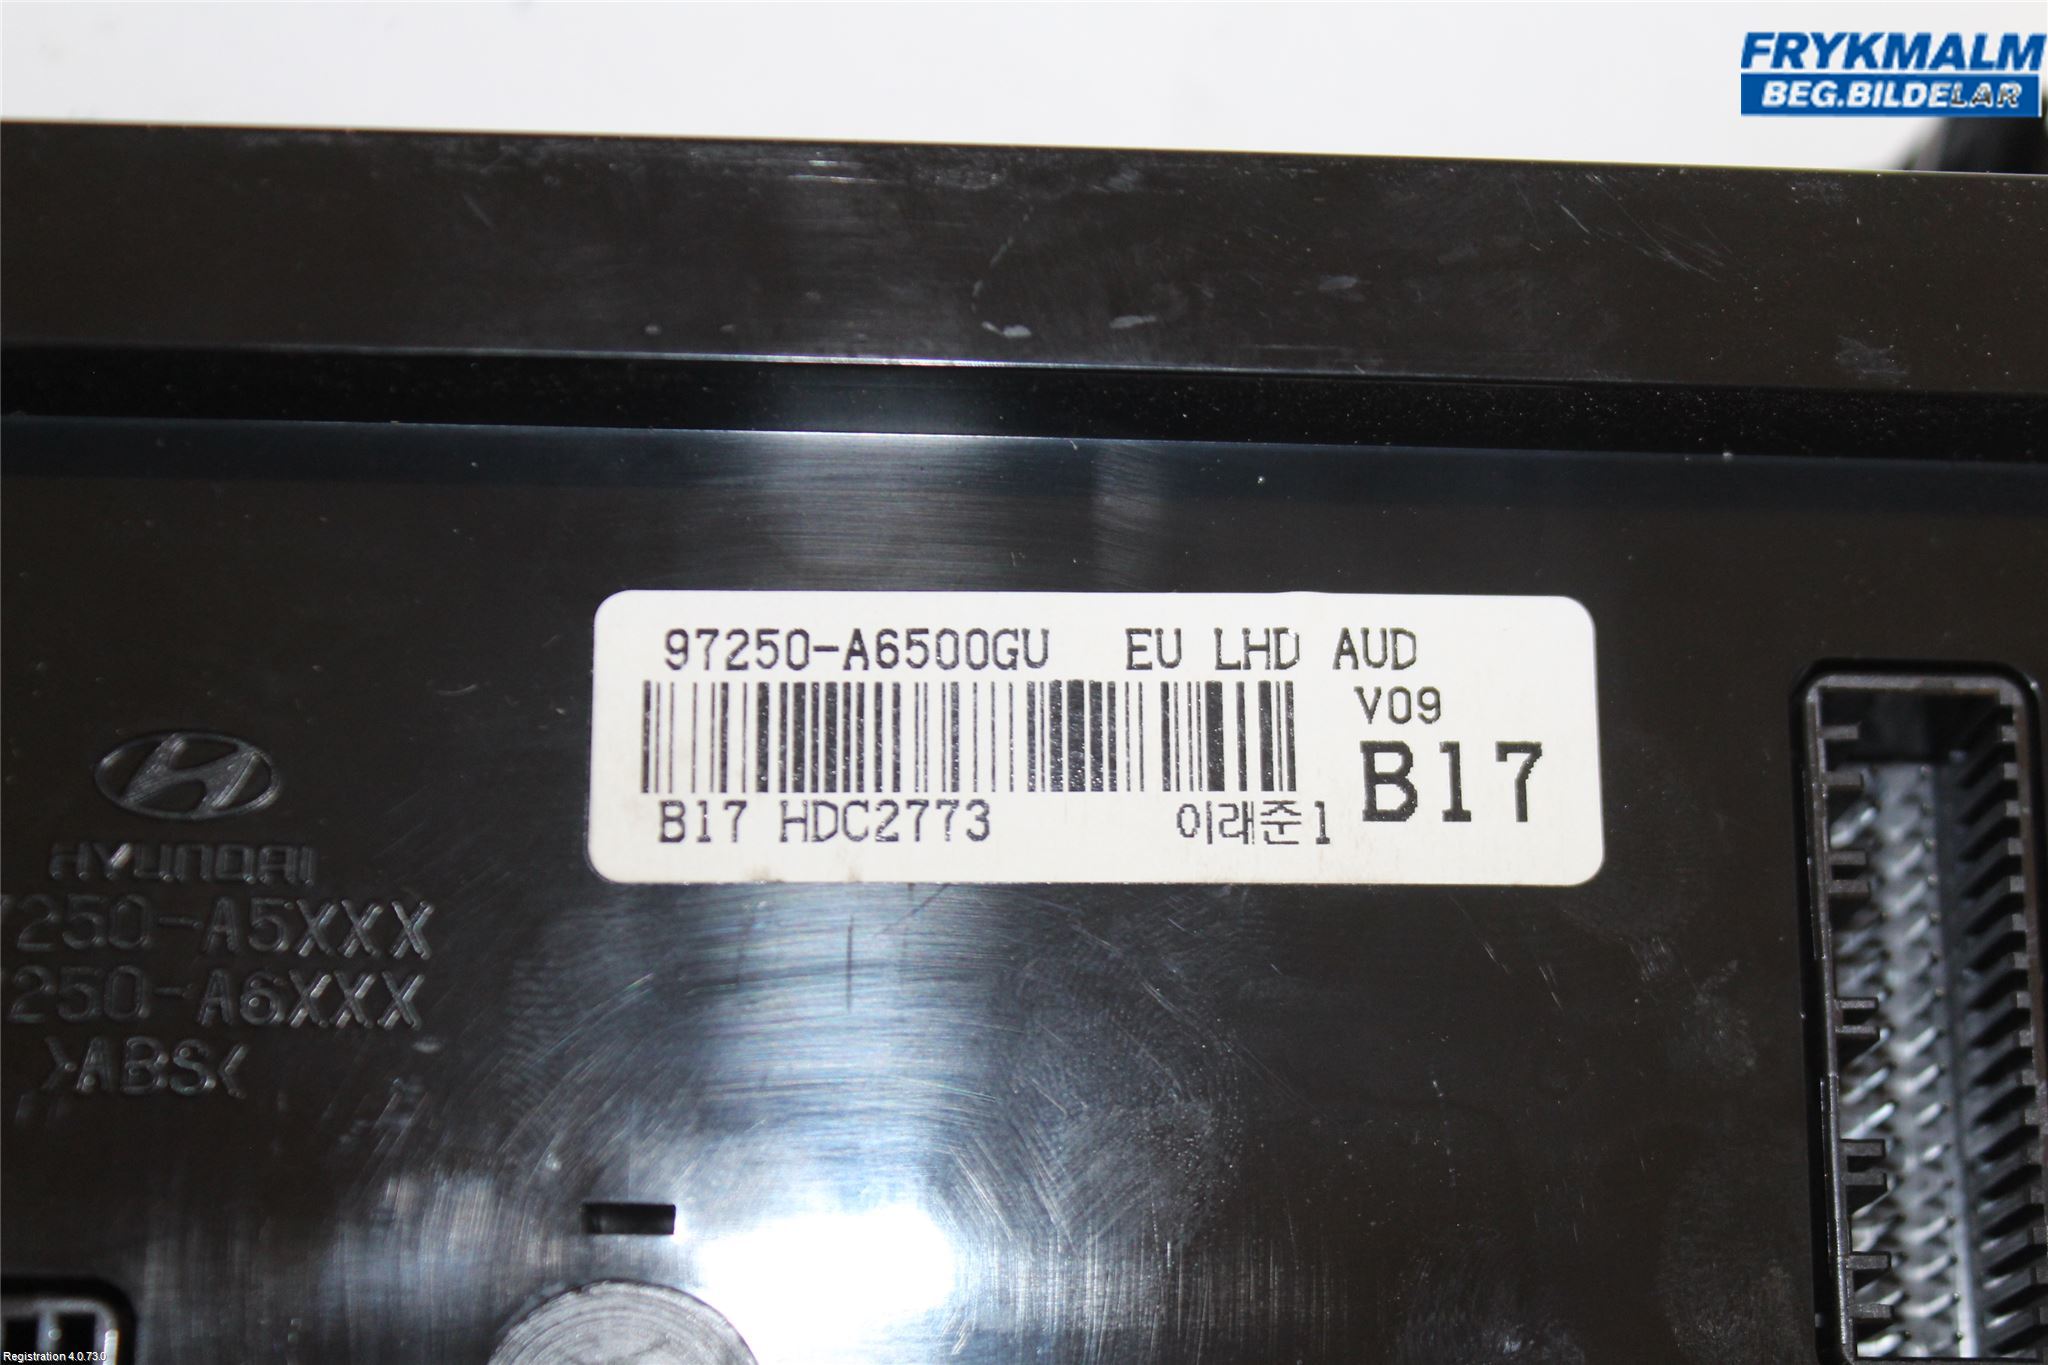 FRYKMALM
BEG.BILDELAR
97250-A6500GU EU LHD AUD
V09
B17
B17 HDC2773 이래준1
HYUNDAI
7250-A5XXX
7250-A6XXX
>ABS<
Registration 4.0.73.0